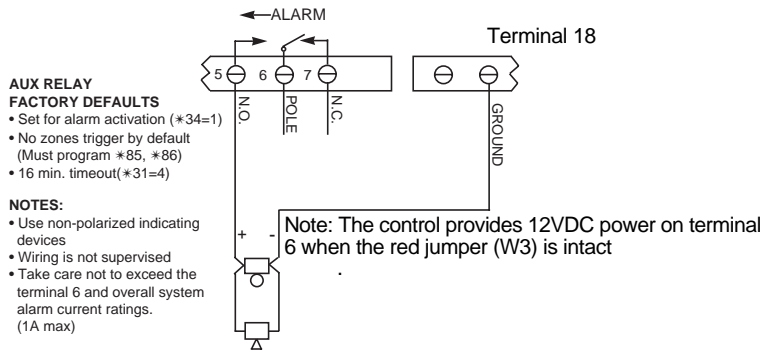 ALARM
Terminal 18
5 6 7
N.O.
POLE
N.C.
GROUND
AUX RELAY
FACTORY DEFAULTS
• Set for alarm activation (✶34=1)
• No zones trigger by default
(Must program ✶85, ✶86)
• 16 min. timeout(✶31=4)
NOTES:
• Use non-polarized indicating
devices
• Wiring is not supervised
• Take care not to exceed the
terminal 6 and overall system
alarm current ratings.
(1A max)
+ -
Note: The control provides 12VDC power on terminal
6 when the red jumper (W3) is intact
.